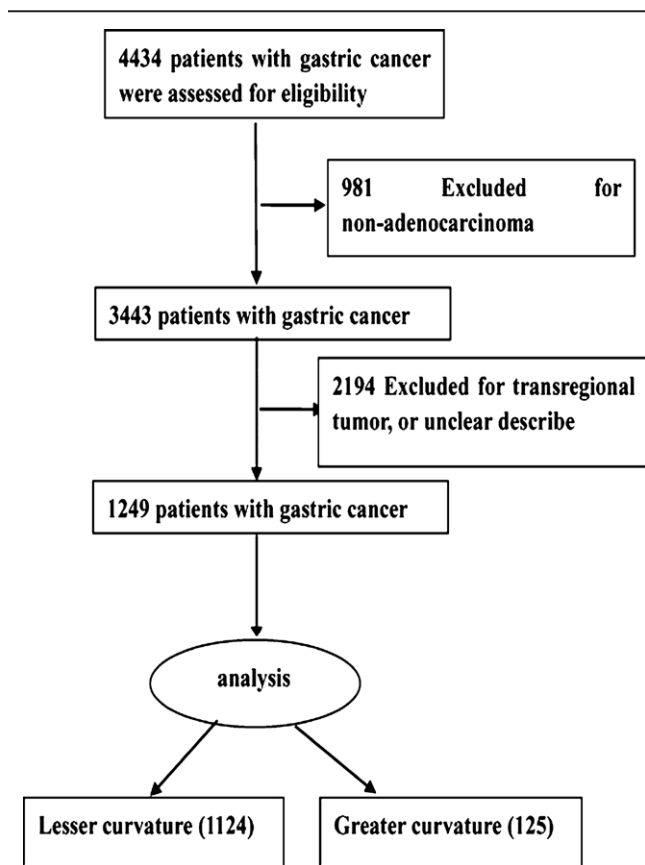 4434 patients with gastric cancer
were assessed for eligibility
981 Excluded for
non-adenocarcinoma
3443 patients with gastric cancer
2194 Excluded for transregional
tumor, or unclear describe
1249 patients with gastric cancer
analysis
Lesser curvature (1124)
Greater curvature (125)